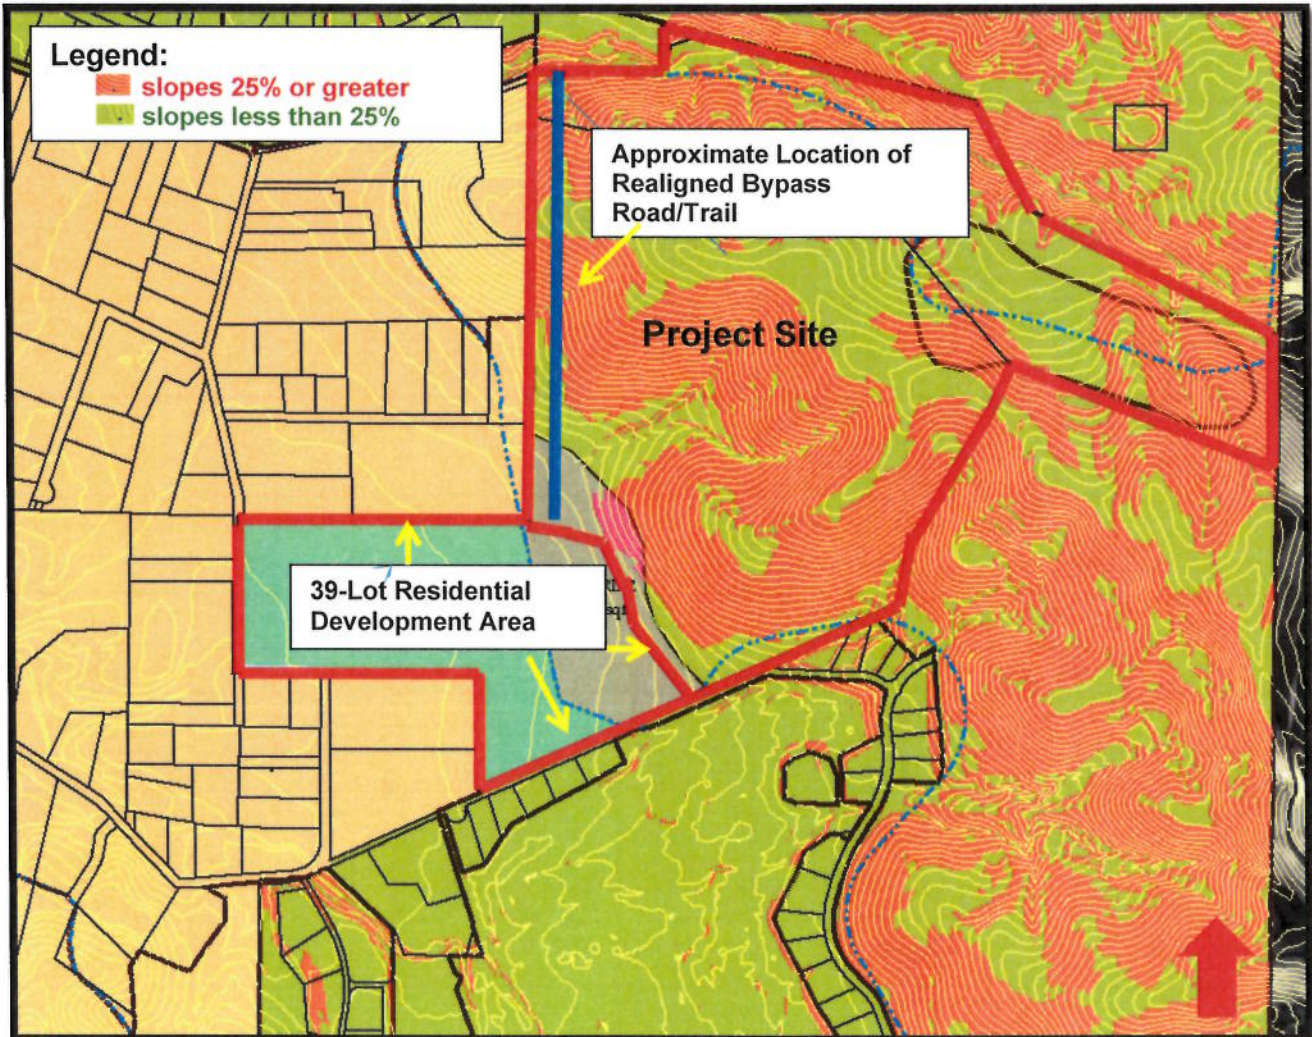 Legend:
slopes 25% or greater
slopes less than 25%
Approximate Location of
Realigned Bypass
Road/Trail
Project Site
39-Lot Residential
Development Area
sq